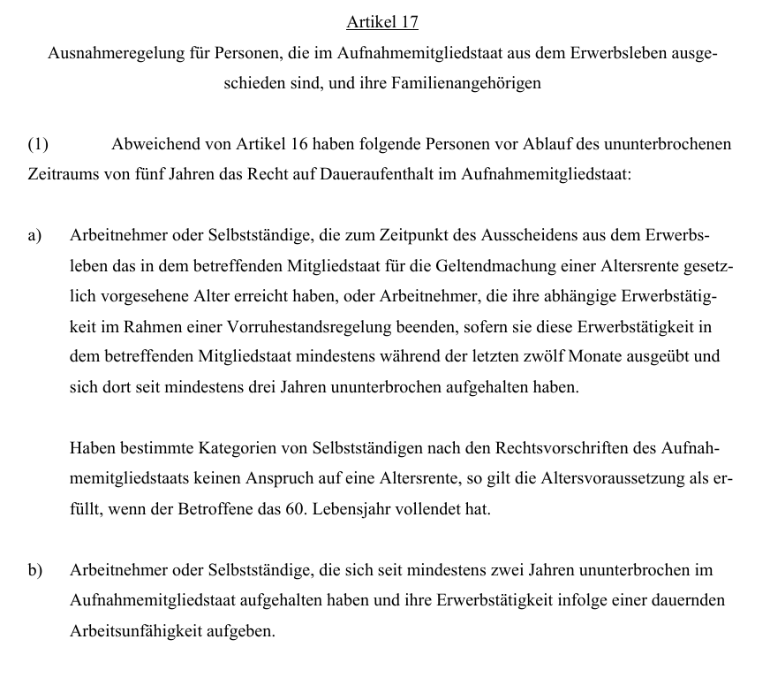 Artikel 17
Ausnahmeregelung für Personen, die im Aufnahmemitgliedstaat aus dem Erwerbsleben ausge-
schieden sind, und ihre Familienangehörigen
(1) Abweichend von Artikel 16 haben folgende Personen vor Ablauf des ununterbrochenen
Zeitraums von fünf Jahren das Recht auf Daueraufenthalt im Aufnahmemitgliedstaat:
a) Arbeitnehmer oder Selbstständige, die zum Zeitpunkt des Ausscheidens aus dem Erwerbs-
leben das in dem betreffenden Mitgliedstaat für die Geltendmachung einer Altersrente gesetz-
lich vorgesehene Alter erreicht haben, oder Arbeitnehmer, die ihre abhängige Erwerbstätig-
keit im Rahmen einer Vorruhestandsregelung beenden, sofern sie diese Erwerbstätigkeit in
dem betreffenden Mitgliedstaat mindestens während der letzten zwölf Monate ausgeübt und
sich dort seit mindestens drei Jahren ununterbrochen aufgehalten haben.
Haben bestimmte Kategorien von Selbstständigen nach den Rechtsvorschriften des Aufnah-
memitgliedstaats keinen Anspruch auf eine Altersrente, so gilt die Altersvoraussetzung als er-
füllt, wenn der Betroffene das 60. Lebensjahr vollendet hat.
b) Arbeitnehmer oder Selbstständige, die sich seit mindestens zwei Jahren ununterbrochen im
Aufnahmemitgliedstaat aufgehalten haben und ihre Erwerbstätigkeit infolge einer dauernden
Arbeitsunfähigkeit aufgeben.